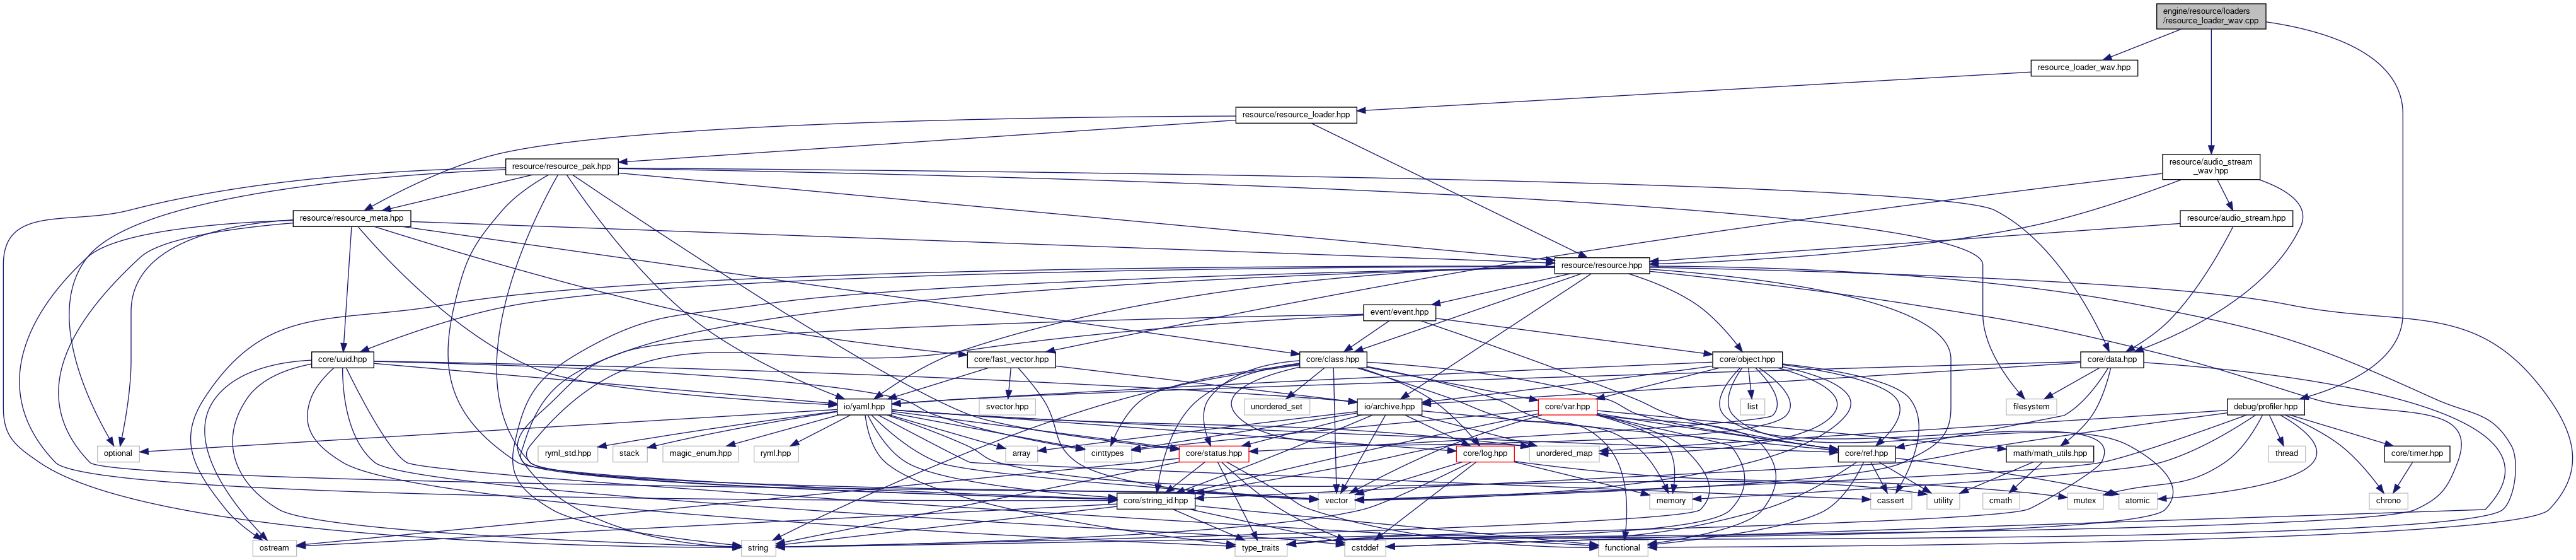 engine/resource/loaders
/resource_loader_wav.cpp
resource_loader_wav.hpp
resource/resource_loader.hpp
resource/resource_pak.hpp
resource/audio_stream
_wav.hpp
resource/resource_meta.hpp
resource/audio_stream.hpp
resource/resource.hpp
event/event.hpp
core/uuid.hpp
core/fast_vector.hpp
core/class.hpp
core/object.hpp
core/data.hpp
io/yaml.hpp
svector.hpp
unordered_set
io/archive.hpp
core/var.hpp
list
filesystem
debug/profiler.hpp
optional
ryml_std.hpp
stack
magic_enum.hpp
ryml.hpp
array
cinttypes
core/status.hpp
core/log.hpp
unordered_map
core/ref.hpp
math/math_utils.hpp
thread
core/timer.hpp
core/string_id.hpp
vector
memory
cassert
utility
cmath
mutex
atomic
chrono
ostream
string
type_traits
cstddef
functional